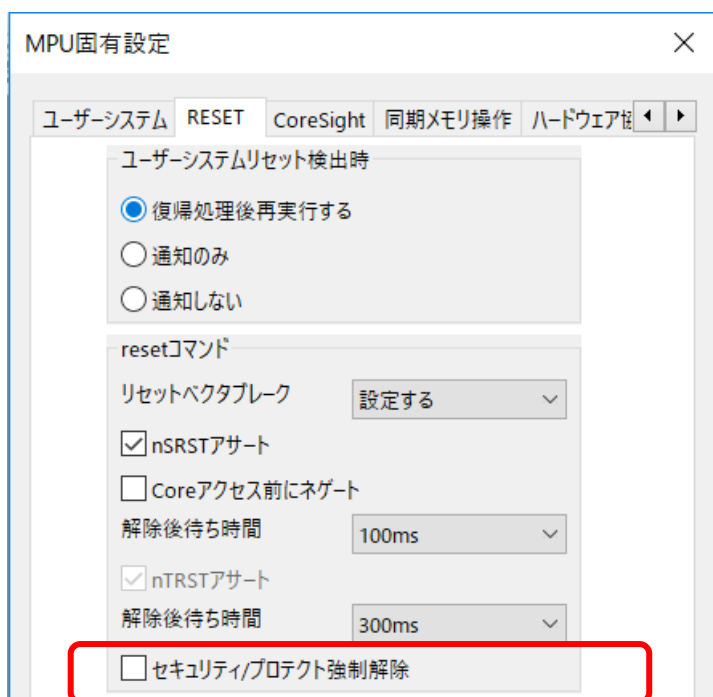 MPU固有設定
ユーザーシステム RESET CoreSight 同期メモリ操作 ハードウェア協
ユーザーシステムリセット検出時
復帰処理後再実行する
通知のみ
通知しない
resetコマンド
リセットベクタブレーク 設定する
nSRSTアサート
Coreアクセス前にネゲート
解除後待ち時間 100ms
nTRSTアサート
解除後待ち時間 300ms
セキュリティ/プロテクト強制解除